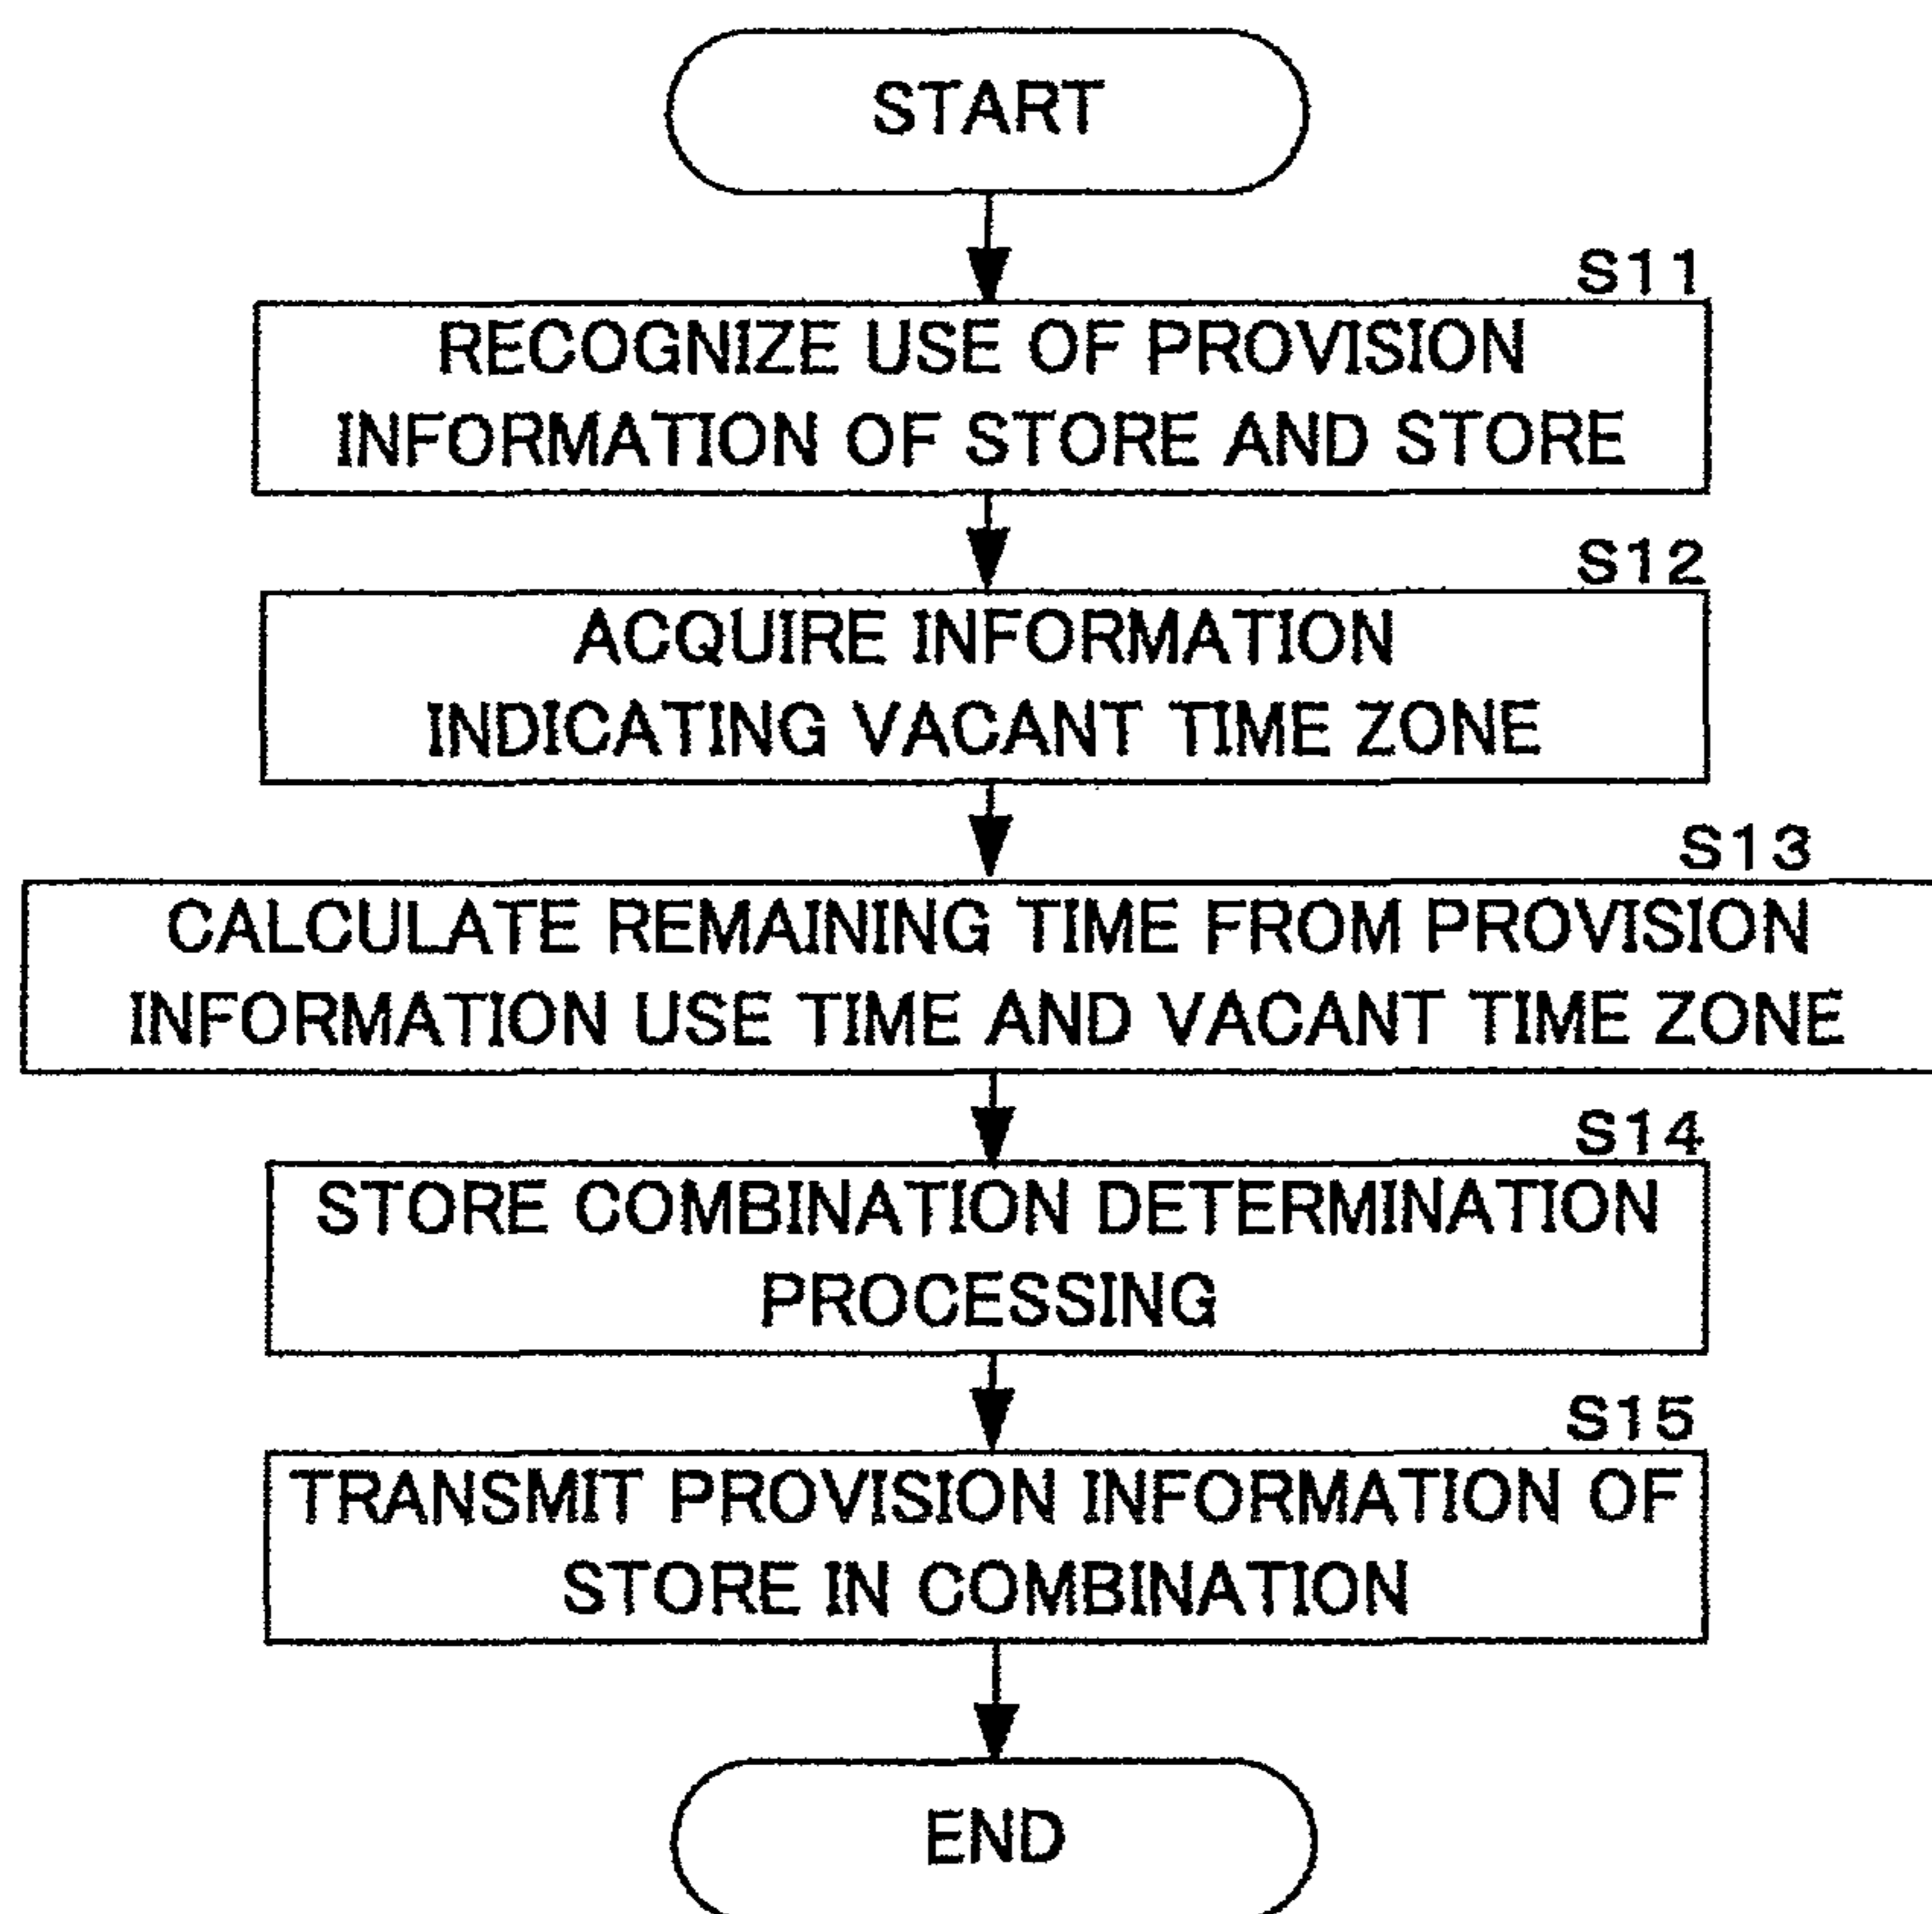 START
S11
RECOGNIZE USE OF PROVISION
INFORMATION OF STORE AND STORE
S12
ACQUIRE INFORMATION
INDICATING VACANT TIME ZONE
S13
CALCULATE REMAINING TIME FROM PROVISION
INFORMATION USE TIME AND VACANT TIME ZONE
S14
STORE COMBINATION DETERMINATION
PROCESSING
S15
TRANSMIT PROVISION INFORMATION OF
STORE IN COMBINATION
END